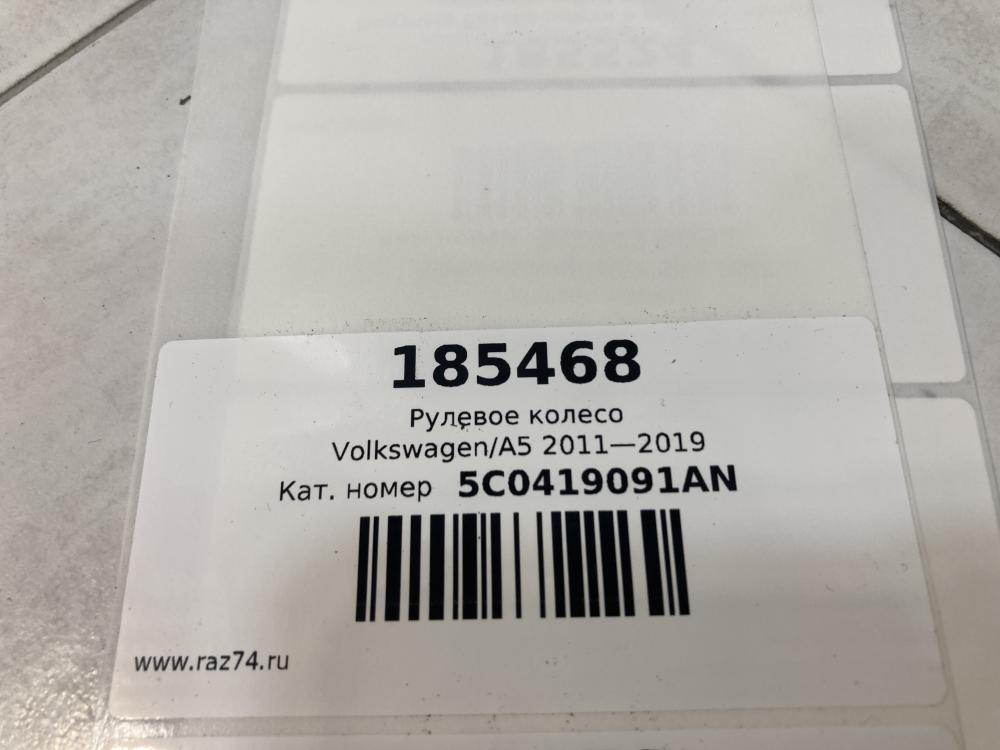 185468
Рулевое колесо
Volkswagen/A5 2011—2019
Кат. номер 5C0419091AN
www.raz74.ru